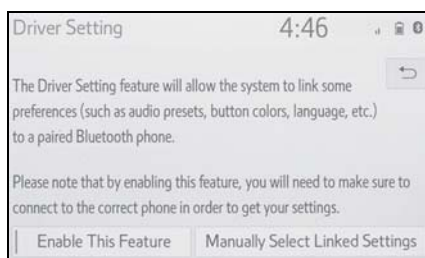 Driver Setting 4:46
The Driver Setting feature will allow the system to link some
preferences (such as audio presets, button colors, language, etc.)
to a paired Bluetooth phone.
Please note that by enabling this feature, you will need to make sure to
connect to the correct phone in order to get your settings.
Enable This Feature Manually Select Linked Settings